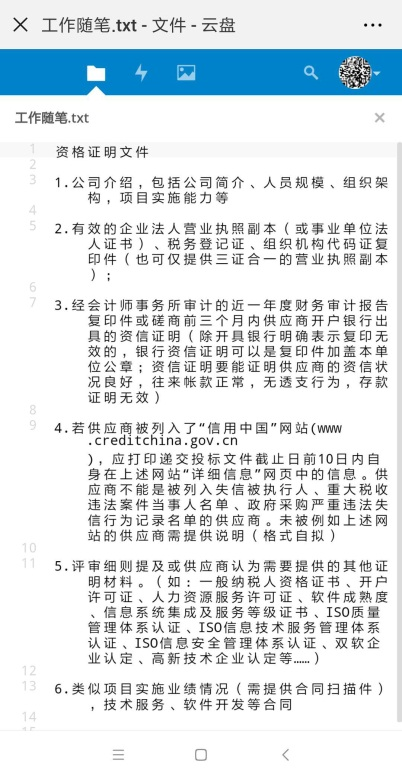 工作随笔.txt - 文件 - 云盘
工作随笔.txt
1 资格证明文件
2
3 1.公司介绍，包括公司简介、人员规模、组织架
构，项目实施能力等
4
5 2.有效的企业法人营业执照副本（或事业单位法
人证书）、税务登记证、组织机构代码证复
印件（也可仅提供三证合一的营业执照副本
）；
6
7 3.经会计师事务所审计的近一年度财务审计报告
复印件或磋商前三个月内供应商开户银行出
具的资信证明（除开具银行明确表示复印无
效的，银行资信证明可以是复印件加盖本单
位公章；资信证明要能证明供应商的资信状
况良好，往来帐款正常，无透支行为，存款
证明无效）
8
9 4.若供应商被列入了“信用中国”网站(www
.creditchina.gov.cn
)，应打印递交投标文件截止日前10日内自
身在上述网站“详细信息”网页中的信息。供
应商不能是被列入失信被执行人、重大税收
违法案件当事人名单、政府采购严重违法失
信行为记录名单的供应商。未被例如上述网
站的供应商需提供说明（格式自拟）
10
11 5.评审细则提及或供应商认为需要提供的其他证
明材料。（如：一般纳税人资格证书、开户
许可证、人力资源服务许可证、软件成熟度
、信息系统集成及服务等级证书、ISO质量
管理体系认证、ISO信息技术服务管理体系
认证、ISO信息安全管理体系认证、双软企
业认定、高新技术企业认定等……）
12
13 6.类似项目实施业绩情况（需提供合同扫描件）
，技术服务、软件开发等合同
14